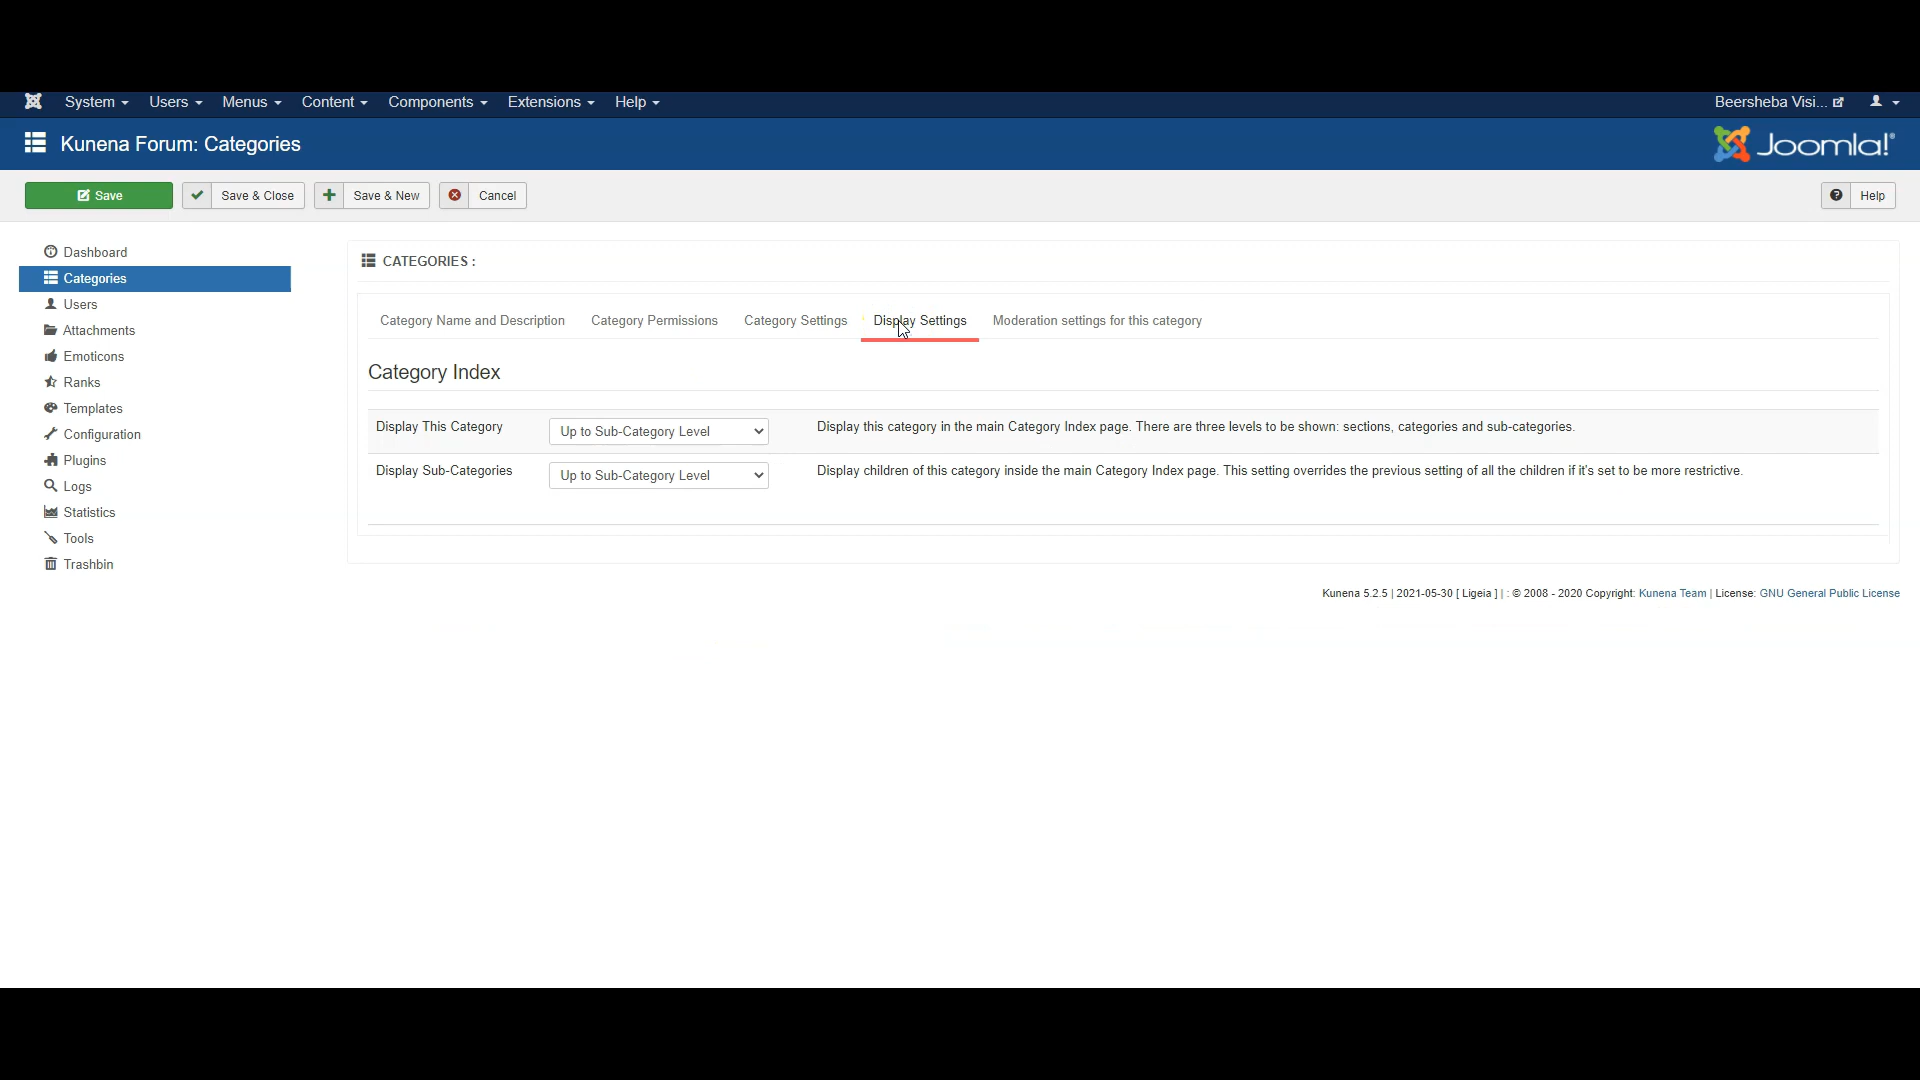 System Users Menus Content Components Extensions Help Beersheba Visi...
Kunena Forum: Categories Joomla!®
Save Save & Close Save & New Cancel Help
Dashboard
Categories
Users
Attachments
Emoticons
Ranks
Templates
Configuration
Plugins
Logs
Statistics
Tools
Trashbin
CATEGORIES :
Category Name and Description Category Permissions Category Settings Display Settings Moderation settings for this category
Category Index
Display This Category Up to Sub-Category Level Display this category in the main Category Index page. There are three levels to be shown: sections, categories and sub-categories.
Display Sub-Categories Up to Sub-Category Level Display children of this category inside the main Category Index page. This setting overrides the previous setting of all the children if it's set to be more restrictive.
Kunena 5.2.5 | 2021-05-30 [ Ligeia ] | : © 2008 - 2020 Copyright: Kunena Team | License: GNU General Public License